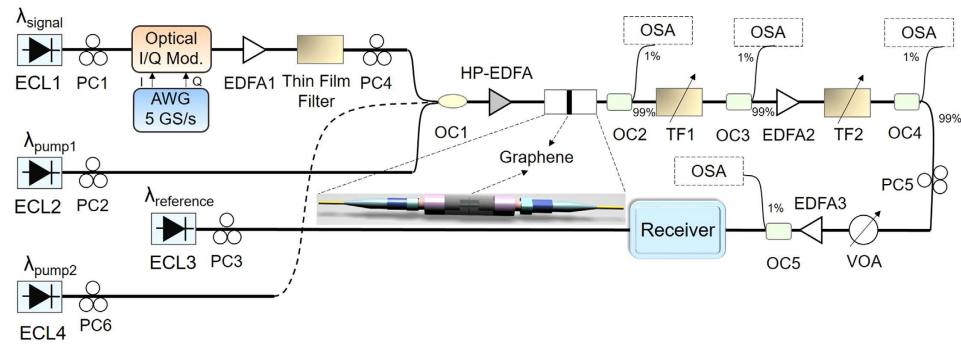 λsignal
ECL1
PC1
Optical
I/Q Mod.
I
Q
AWG
5 GS/s
EDFA1
Thin Film
Filter
PC4
HP-EDFA
OC1
Graphene
OSA
1%
OC2
99%
TF1
OSA
1%
OC3
99%
EDFA2
TF2
OSA
1%
OC4
99%
λpump1
ECL2
PC2
PC5
OSA
1%
EDFA3
OC5
VOA
Receiver
λreference
ECL3
PC3
λpump2
ECL4
PC6